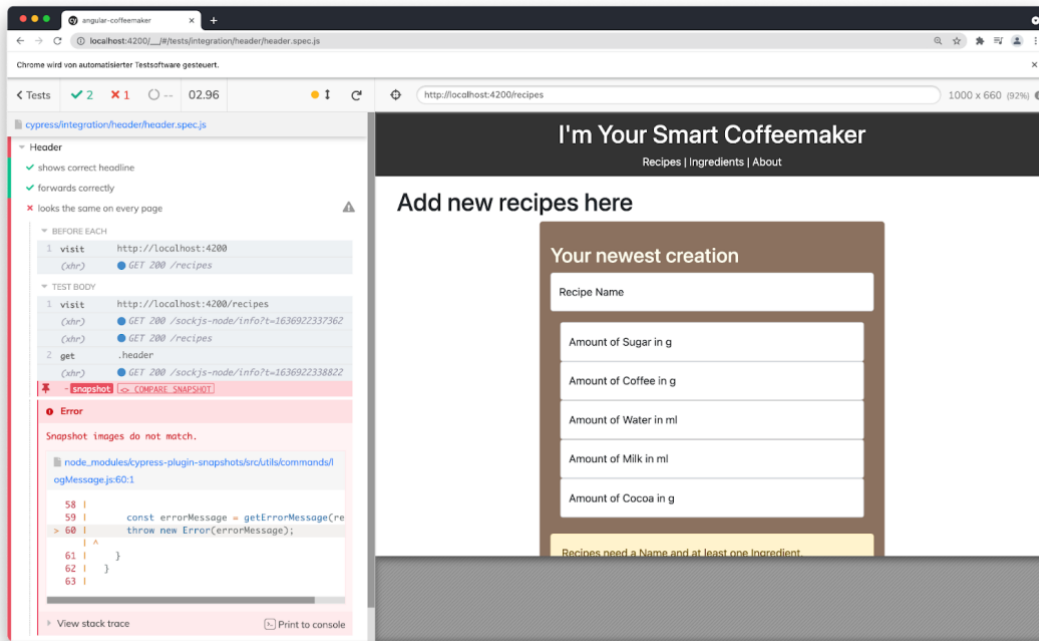 angular-coffeemaker
localhost:4200/__/#/tests/integration/header/header.spec.js
Chrome wird von automatisierter Testsoftware gesteuert.
Tests 2 1 -- 02.96 http://localhost:4200/recipes 1000 x 660 (92%)
cypress/integration/header/header.spec.js
Header
shows correct headline
forwards correctly
looks the same on every page
BEFORE EACH
1 visit http://localhost:4200
(xhr) GET 200 /recipes
TEST BODY
1 visit http://localhost:4200/recipes
(xhr) GET 200 /sockjs-node/info?t=1636922337362
(xhr) GET 200 /recipes
2 get .header
(xhr) GET 200 /sockjs-node/info?t=1636922338822
-snapshot <> COMPARE SNAPSHOT
Error
Snapshot images do not match.
node_modules/cypress-plugin-snapshots/src/utils/commands/l
ogMessage.js:60:1
58 |
59 | const errorMessage = getErrorMessage(re
> 60 | throw new Error(errorMessage);
| ^
61 | }
62 | }
63 |
View stack trace Print to console
I'm Your Smart Coffeemaker
Recipes | Ingredients | About
Add new recipes here
Your newest creation
Recipe Name
Amount of Sugar in g
Amount of Coffee in g
Amount of Water in ml
Amount of Milk in ml
Amount of Cocoa in g
Recipes need a Name and at least one Ingredient.